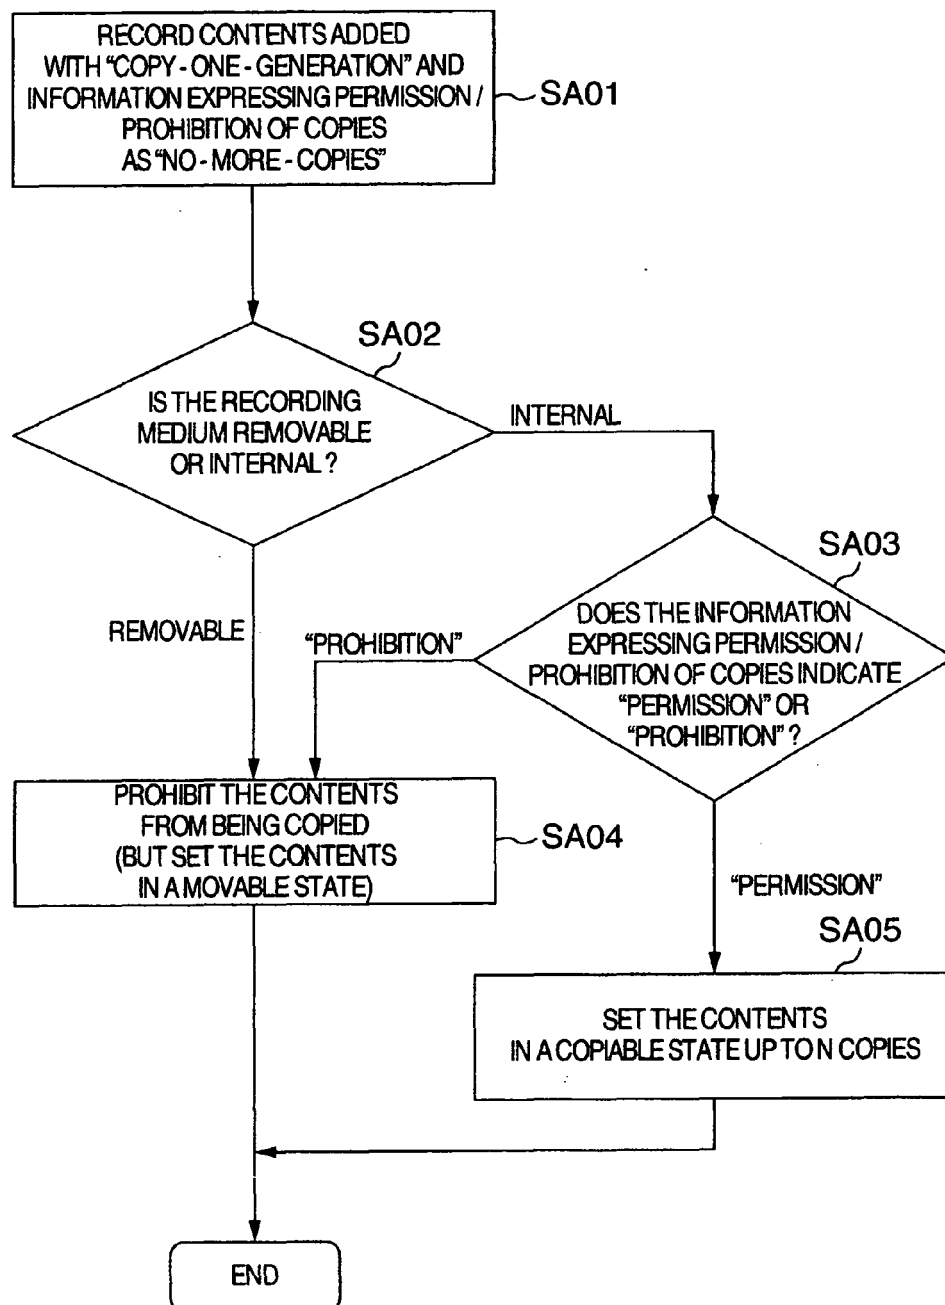 RECORD CONTENTS ADDED
WITH “COPY-ONE-GENERATION” AND
INFORMATION EXPRESSING PERMISSION /
PROHIBITION OF COPIES
AS “NO-MORE-COPIES”
SA01
SA02
IS THE RECORDING
MEDIUM REMOVABLE
OR INTERNAL ?
INTERNAL
REMOVABLE
SA03
DOES THE INFORMATION
EXPRESSING PERMISSION /
PROHIBITION OF COPIES INDICATE
“PERMISSION” OR
“PROHIBITION” ?
“PROHIBITION”
PROHIBIT THE CONTENTS
FROM BEING COPIED
(BUT SET THE CONTENTS
IN A MOVABLE STATE)
SA04
“PERMISSION”
SA05
SET THE CONTENTS
IN A COPIABLE STATE UP TO N COPIES
END